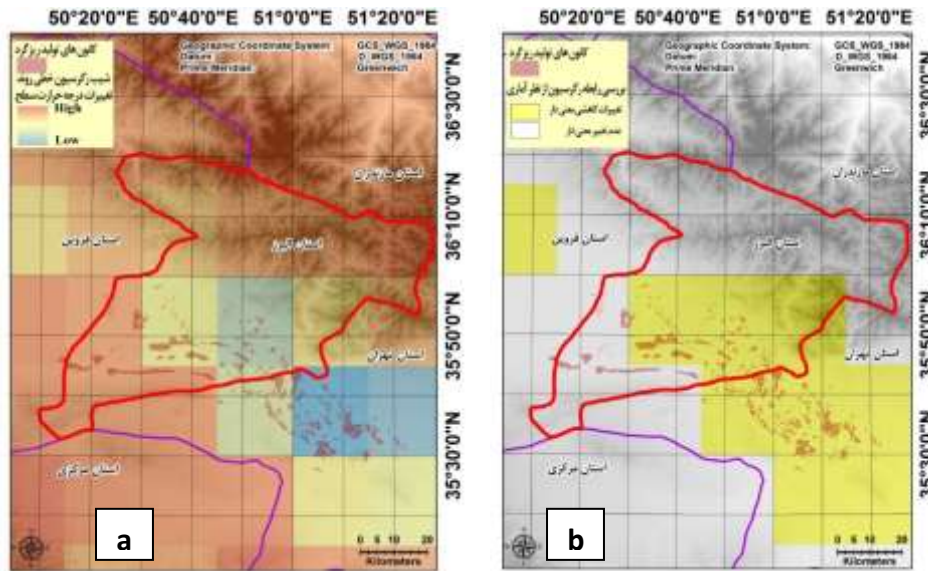 50°20'0"E 50°40'0"E 51°0'0"E 51°20'0"E
Geographic Coordinate System: GCS_WGS_1984
Datum D_WGS_1984
Prime Meridian Greenwich
کانون‌های تولید ریزگرد
شیب رگرسیون خطی روند
تغییرات درجه حرارت سطح
High
Low
36°30'0"N
36°10'0"N
35°50'0"N
35°30'0"N
استان مازندران
استان قزوین
استان البرز
استان تهران
استان مرکزی
a
0 5 10 20
Kilometers
50°20'0"E 50°40'0"E 51°0'0"E 51°20'0"E
Geographic Coordinate System: GCS_WGS_1984
Datum D_WGS_1984
Prime Meridian Greenwich
کانون‌های تولید ریزگرد
بررسی رابطه رگرسیون از نظر آماری
تغییرات کاهشی معنی دار
عدم تغییر معنی دار
36°30'0"N
36°10'0"N
35°50'0"N
35°30'0"N
استان مازندران
استان قزوین
استان البرز
استان تهران
استان مرکزی
b
0 5 10 20
Kilometers